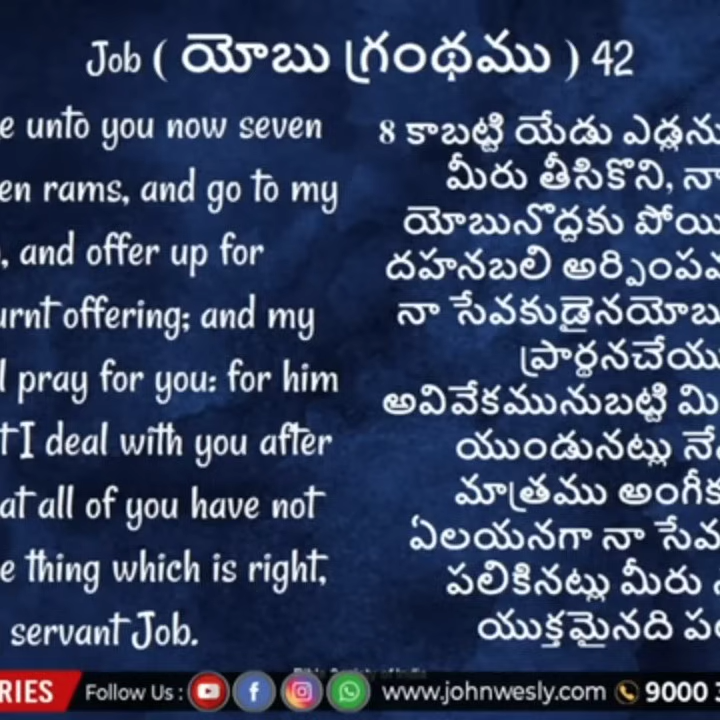 Job ( యోబు గ్రంథము ) 42
e unto you now seven
en rams, and go to my
, and offer up for
urnt offering; and my
l pray for you: for him
t I deal with you after
at all of you have not
e thing which is right,
servant Job.
8 కాబట్టి యేడు ఎడ్లను
మీరు తీసికొని, నా
యోబునొద్దకు పోయి
దహనబలి అర్పింపవ
నా సేవకుడైనయోబు
ప్రార్థనచేయు
అవివేకమునుబట్టి మి
యుండునట్లు నే
మాత్రము అంగీక
ఏలయనగా నా సేవ
పలికినట్లు మీరు
యుక్తమైనది ప
RIES Follow Us : www.johnwesly.com 9000 3